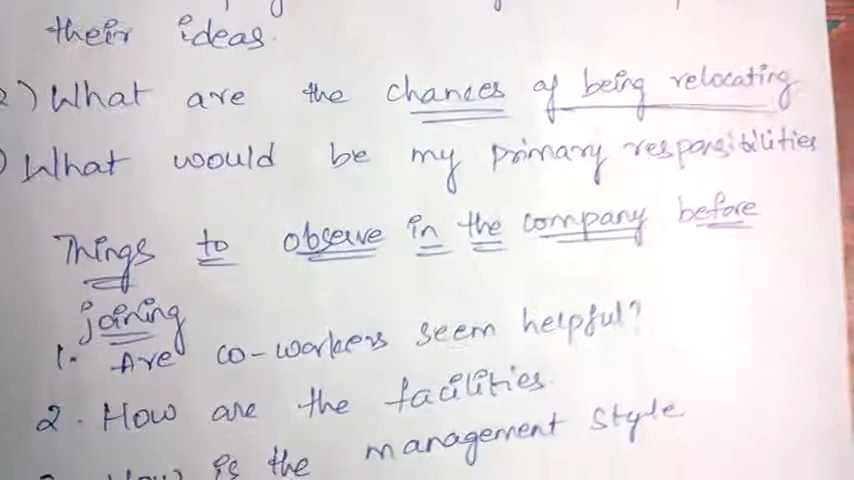 their ideas.
2) What are the chances of being relocating
) What would be my primary responsibilities
Things to observe in the company before
joining
1. Are co-workers seem helpful?
2. How are the facilities.
How is the management style